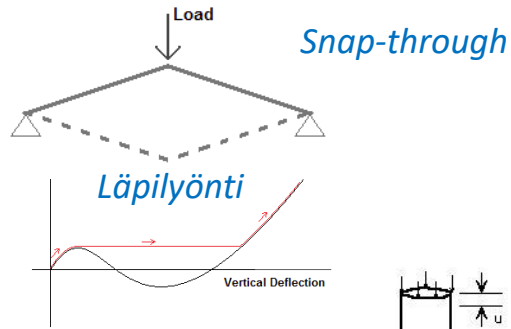 Load
Snap-through
Läpilyönti
Vertical Deflection
u